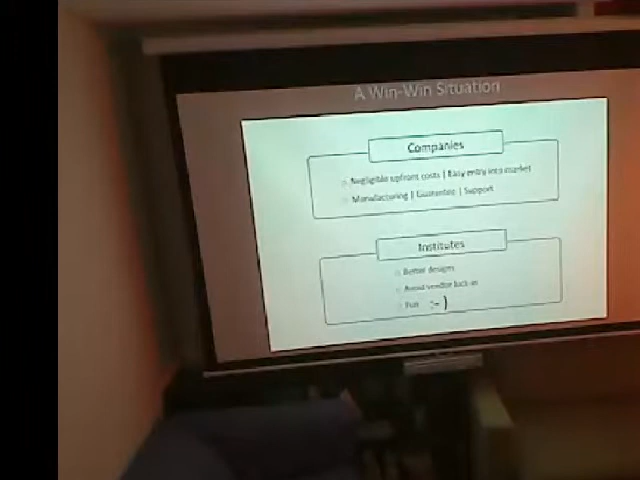 A Win-Win Situation
Companies
Negligible upfront costs | Easy entry into market
Manufacturing | Guarantee | Support
Institutes
Better designs
Avoid vendor lock-in
Fun :-)